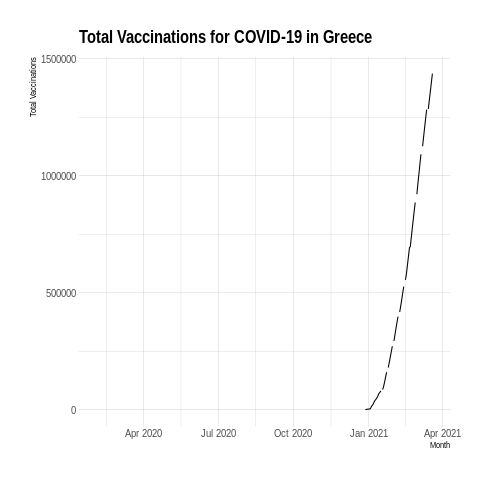 Total Vaccinations for COVID-19 in Greece
Total Vaccinations
1500000
1000000
500000
0
Apr 2020 Jul 2020 Oct 2020 Jan 2021 Apr 2021
Month